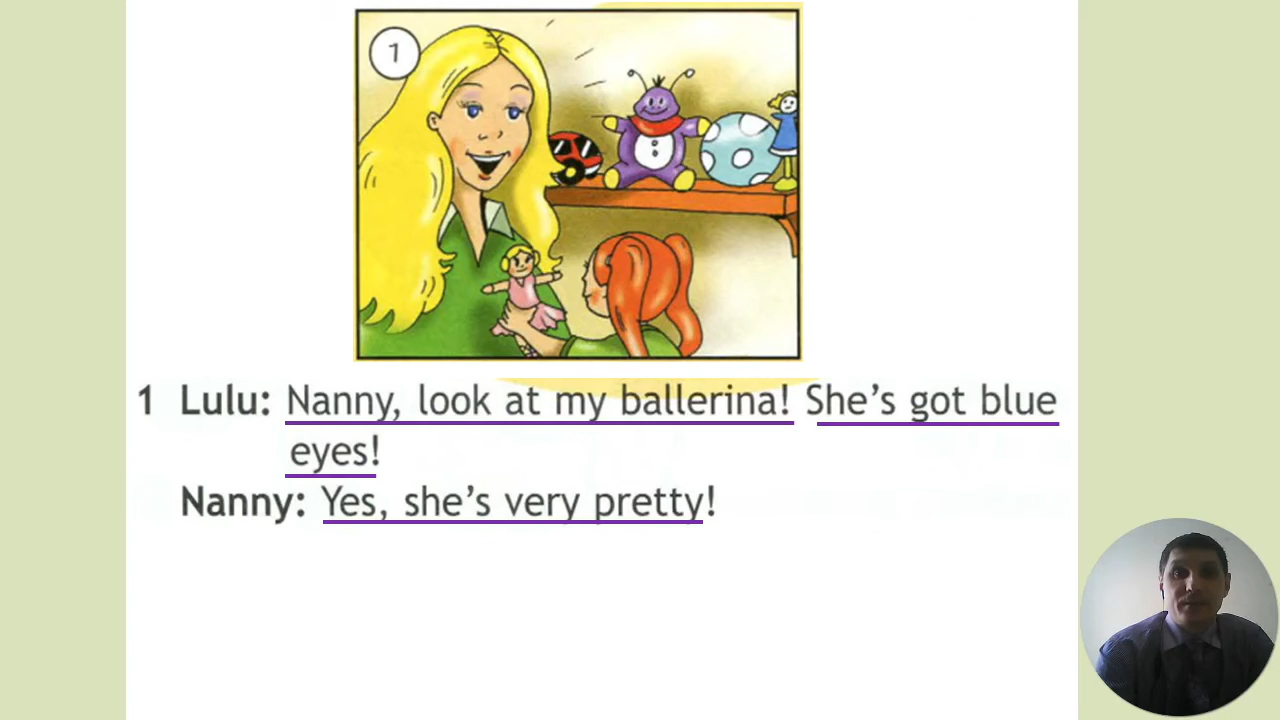 1
1 Lulu: Nanny, look at my ballerina! She's got blue
eyes!
Nanny: Yes, she's very pretty!